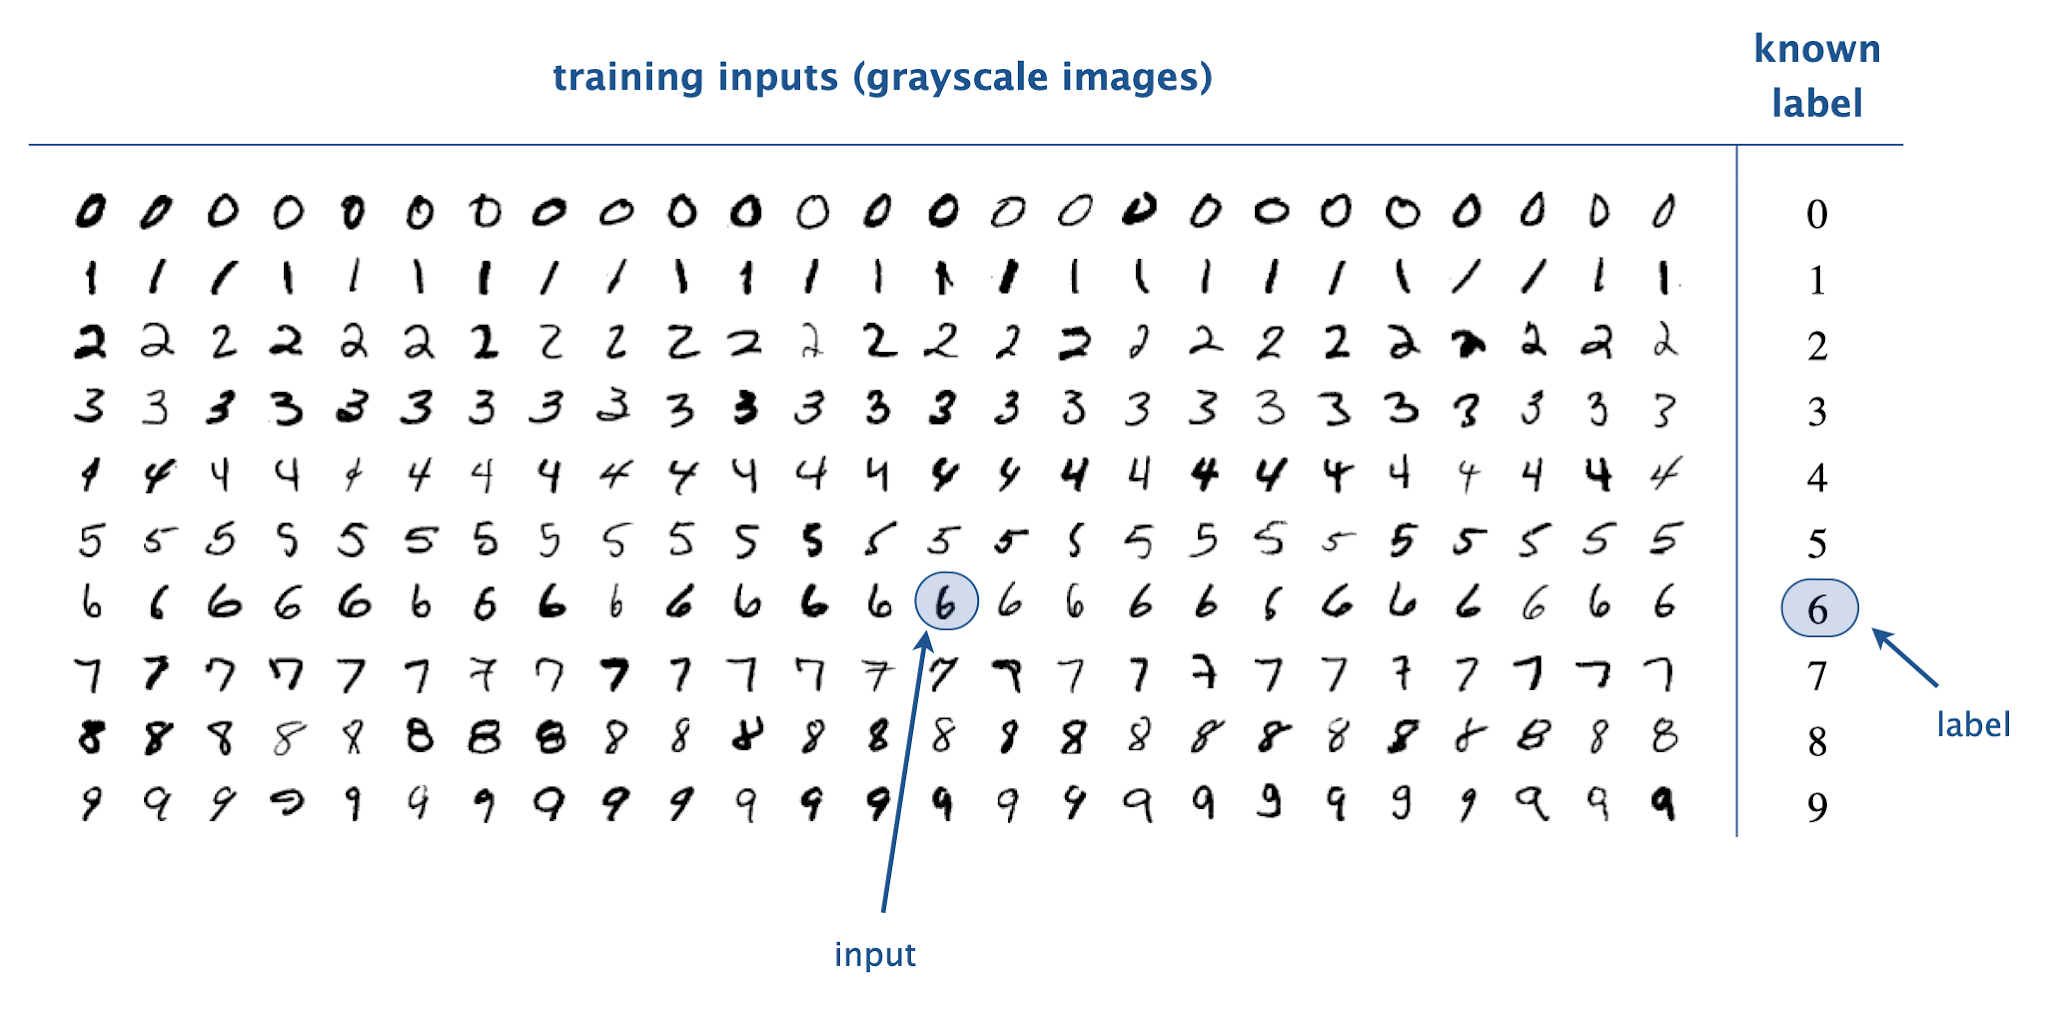 training inputs (grayscale images)
known
label
0 0 0 0 0 0 0 0 0 0 0 0 0 0 0 0 0 0 0 0 0 0 0 0 0 0
1 1 1 1 1 1 1 1 1 1 1 1 1 1 1 1 1 1 1 1 1 1 1 1 1 1
2 2 2 2 2 2 2 2 2 2 2 2 2 2 2 2 2 2 2 2 2 2 2 2 2 2
3 3 3 3 3 3 3 3 3 3 3 3 3 3 3 3 3 3 3 3 3 3 3 3 3 3
4 4 4 4 4 4 4 4 4 4 4 4 4 4 4 4 4 4 4 4 4 4 4 4 4 4
5 5 5 5 5 5 5 5 5 5 5 5 5 5 5 5 5 5 5 5 5 5 5 5 5 5
6 6 6 6 6 6 6 6 6 6 6 6 6 6 6 6 6 6 6 6 6 6 6 6 6 6
7 7 7 7 7 7 7 7 7 7 7 7 7 7 7 7 7 7 7 7 7 7 7 7 7 7
label
8 8 8 8 8 8 8 8 8 8 8 8 8 8 8 8 8 8 8 8 8 8 8 8 8 8
9 9 9 9 9 9 9 9 9 9 9 9 9 9 9 9 9 9 9 9 9 9 9 9 9 9
input